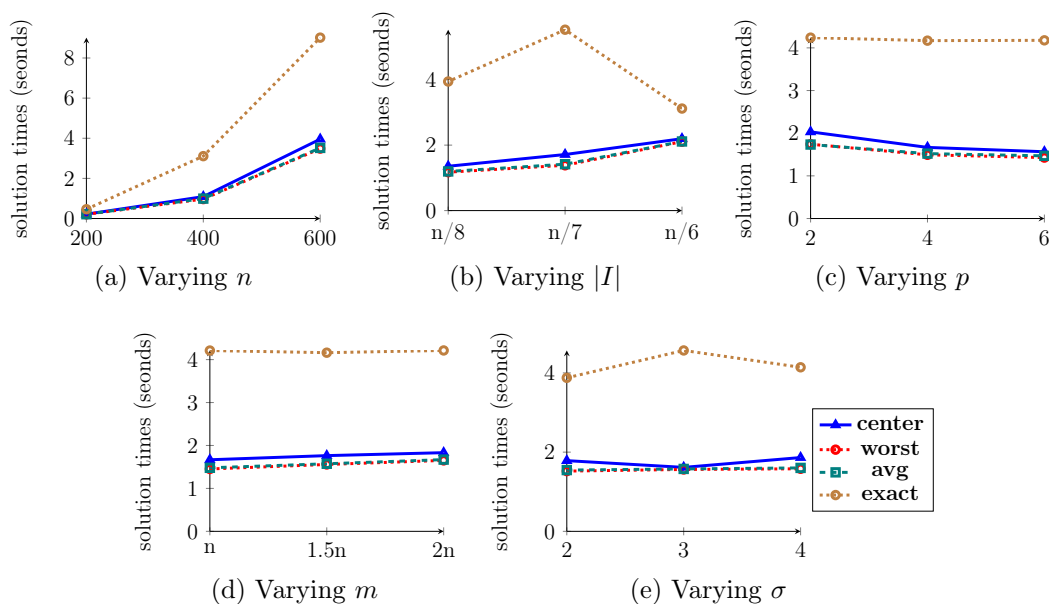 solution times (seonds)
8
6
4
2
0
200
400
600
(a) Varying n
solution times (seonds)
4
2
0
n/8
n/7
n/6
(b) Varying |I|
solution times (seonds)
4
3
2
1
0
2
4
6
(c) Varying p
solution times (seonds)
4
3
2
1
0
n
1.5n
2n
(d) Varying m
solution times (seonds)
4
2
0
2
3
4
(e) Varying σ
center
worst
avg
exact